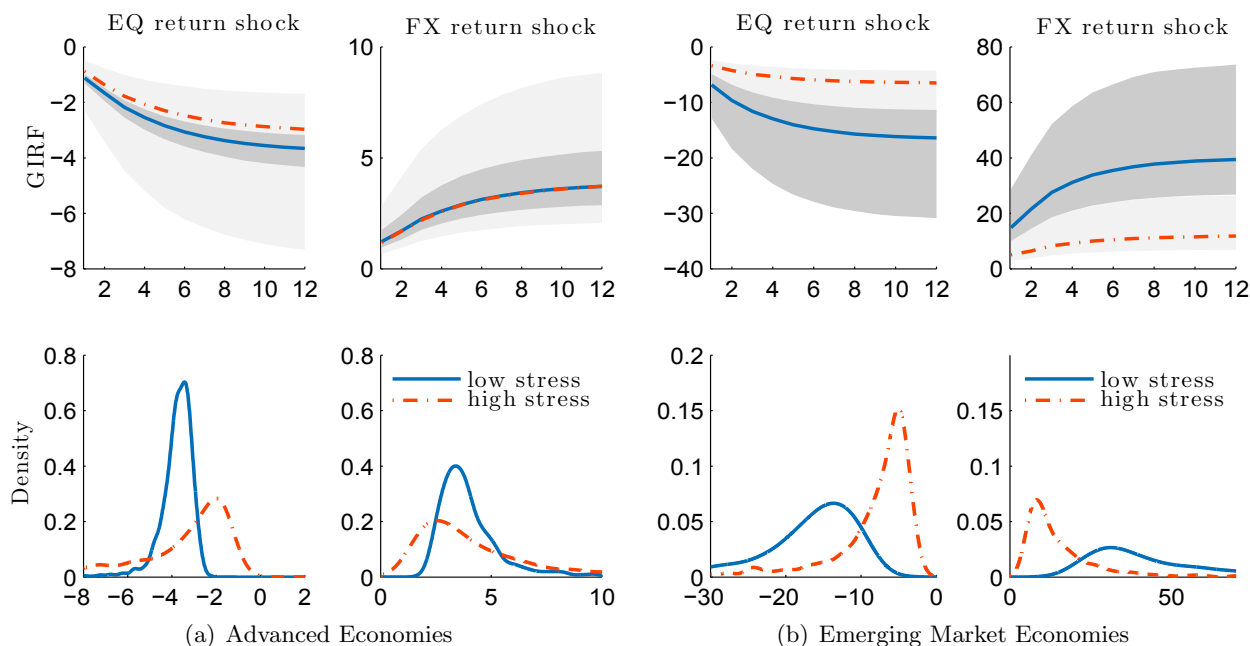 EQ return shock
FX return shock
EQ return shock
FX return shock
GIRF
0
−2
−4
−6
−8
2 4 6 8 10 12
10
5
0
2 4 6 8 10 12
0
−10
−20
−30
−40
2 4 6 8 10 12
80
60
40
20
0
2 4 6 8 10 12
Density
0.8
0.6
0.4
0.2
0
−8 −6 −4 −2 0 2
0.8
0.6
0.4
0.2
0
0 5 10
low stress
high stress
0.2
0.15
0.1
0.05
0
−30 −20 −10 0
0.15
0.1
0.05
0
0 50
low stress
high stress
(a) Advanced Economies
(b) Emerging Market Economies